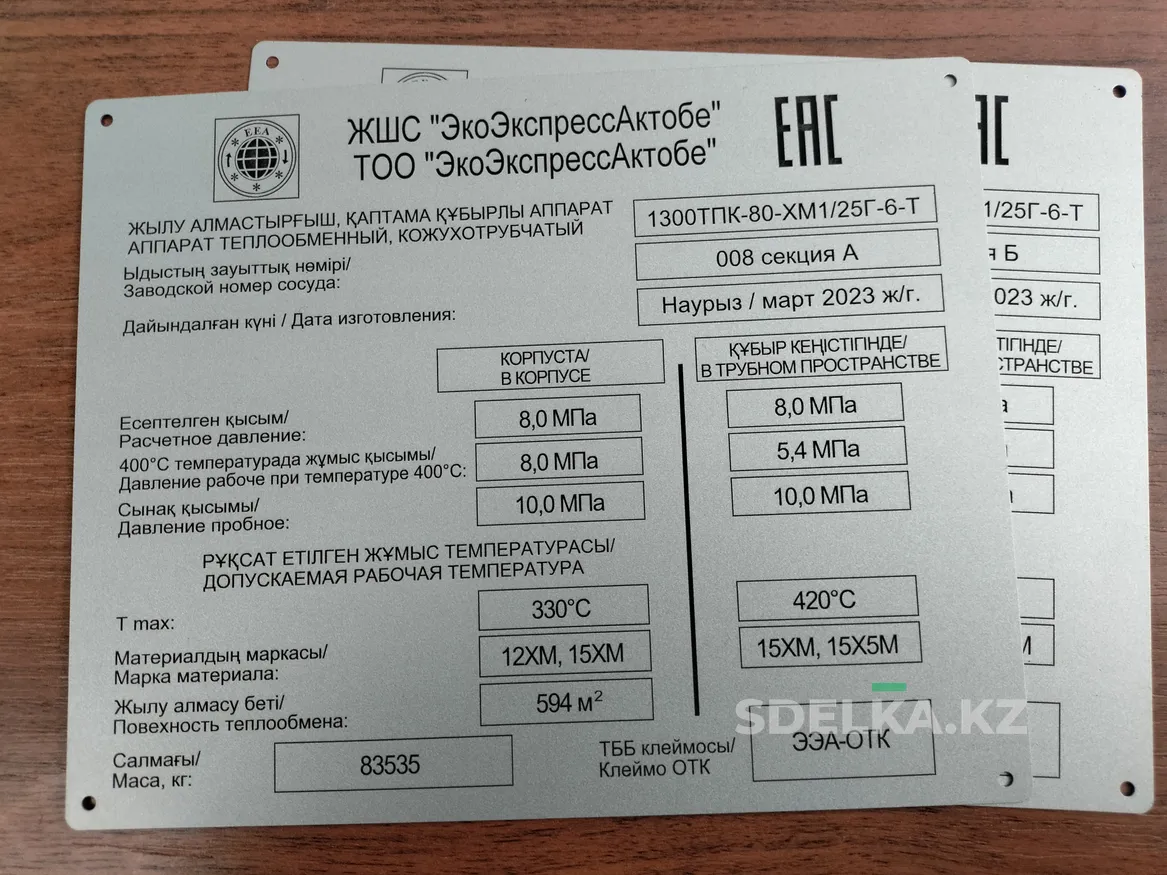 EEA
ЖШС "ЭкоЭкспрессАктобе"
ТОО "ЭкоЭкспрессАктобе"
EAC
ЖЫЛУ АЛМАСТЫРҒЫШ, ҚАПТАМА ҚҰБЫРЛЫ АППАРАТ
АППАРАТ ТЕПЛООБМЕННЫЙ, КОЖУХОТРУБЧАТЫЙ
1300ТПК-80-ХМ1/25Г-6-Т
Ыдыстың зауыттық нөмірі/
Заводской номер сосуда:
008 секция А
Дайындалған күні / Дата изготовления:
Наурыз / март 2023 ж/г.
КОРПУСТА/
В КОРПУСЕ
ҚҰБЫР КЕҢІСТІГІНДЕ/
В ТРУБНОМ ПРОСТРАНСТВЕ
Есептелген қысым/
Расчетное давление:
8,0 МПа
8,0 МПа
400°С температурада жұмыс қысымы/
Давление рабоче при температуре 400°С:
8,0 МПа
5,4 МПа
Сынақ қысымы/
Давление пробное:
10,0 МПа
10,0 МПа
РҰҚСАТ ЕТІЛГЕН ЖҰМЫС ТЕМПЕРАТУРАСЫ/
ДОПУСКАЕМАЯ РАБОЧАЯ ТЕМПЕРАТУРА
T max:
330°С
420°С
Материалдың маркасы/
Марка материала:
12ХМ, 15ХМ
15ХМ, 15Х5М
Жылу алмасу беті/
Повехность теплообмена:
594 м²
Салмағы/
Маса, кг:
83535
ТББ клеймосы/
Клеймо ОТК
ЭЭА-ОТК
SDELKA.KZ
АС
1/25Г-6-Т
я Б
023 ж/г.
ТІГІНДЕ/
СТРАНСТВЕ
а
М